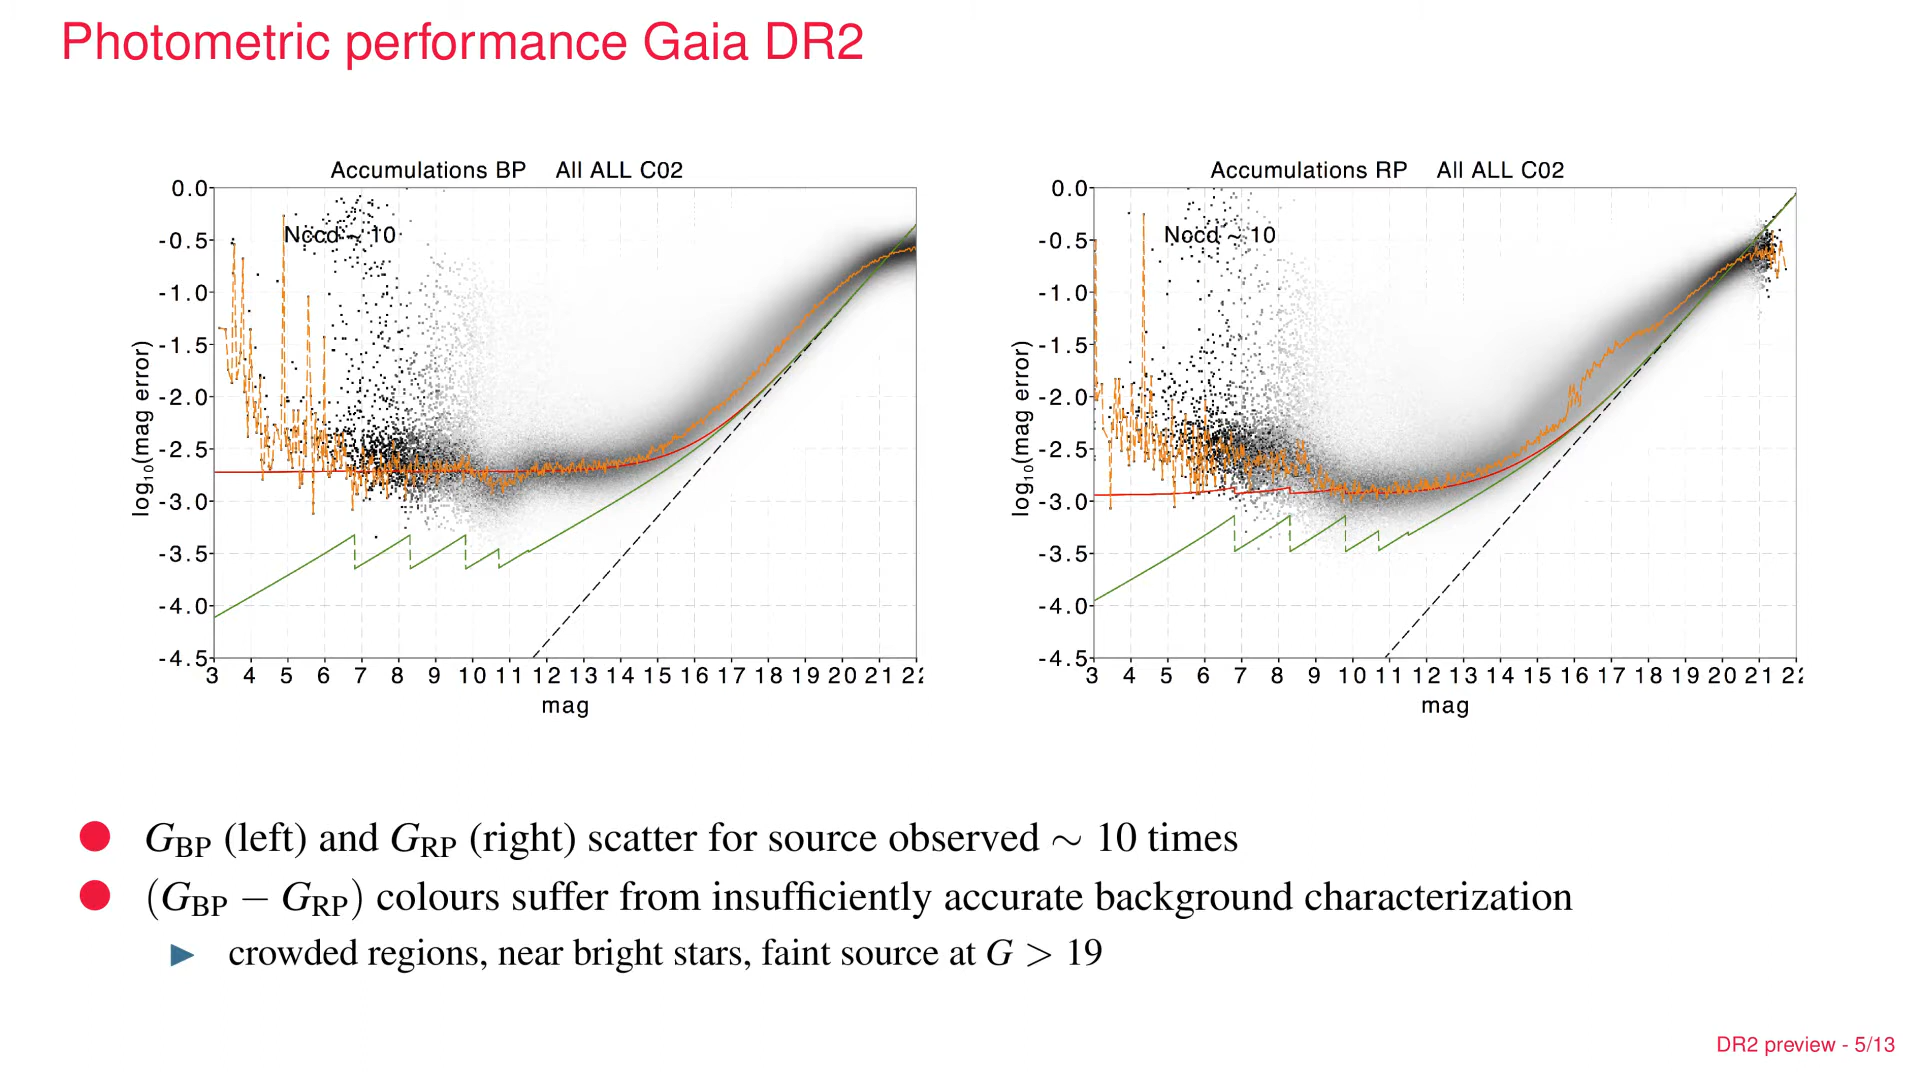 Photometric performance Gaia DR2
Accumulations BP All ALL C02
0.0
-0.5
-1.0
-1.5
-2.0
-2.5
-3.0
-3.5
-4.0
-4.5
log₁₀(mag error)
Nccd ~ 10
3 4 5 6 7 8 9 10 11 12 13 14 15 16 17 18 19 20 21 22
mag
Accumulations RP All ALL C02
0.0
-0.5
-1.0
-1.5
-2.0
-2.5
-3.0
-3.5
-4.0
-4.5
log₁₀(mag error)
Nccd ~ 10
3 4 5 6 7 8 9 10 11 12 13 14 15 16 17 18 19 20 21 22
mag
G_BP (left) and G_RP (right) scatter for source observed ∼ 10 times
(G_BP − G_RP) colours suffer from insufficiently accurate background characterization
crowded regions, near bright stars, faint source at G > 19
DR2 preview - 5/13